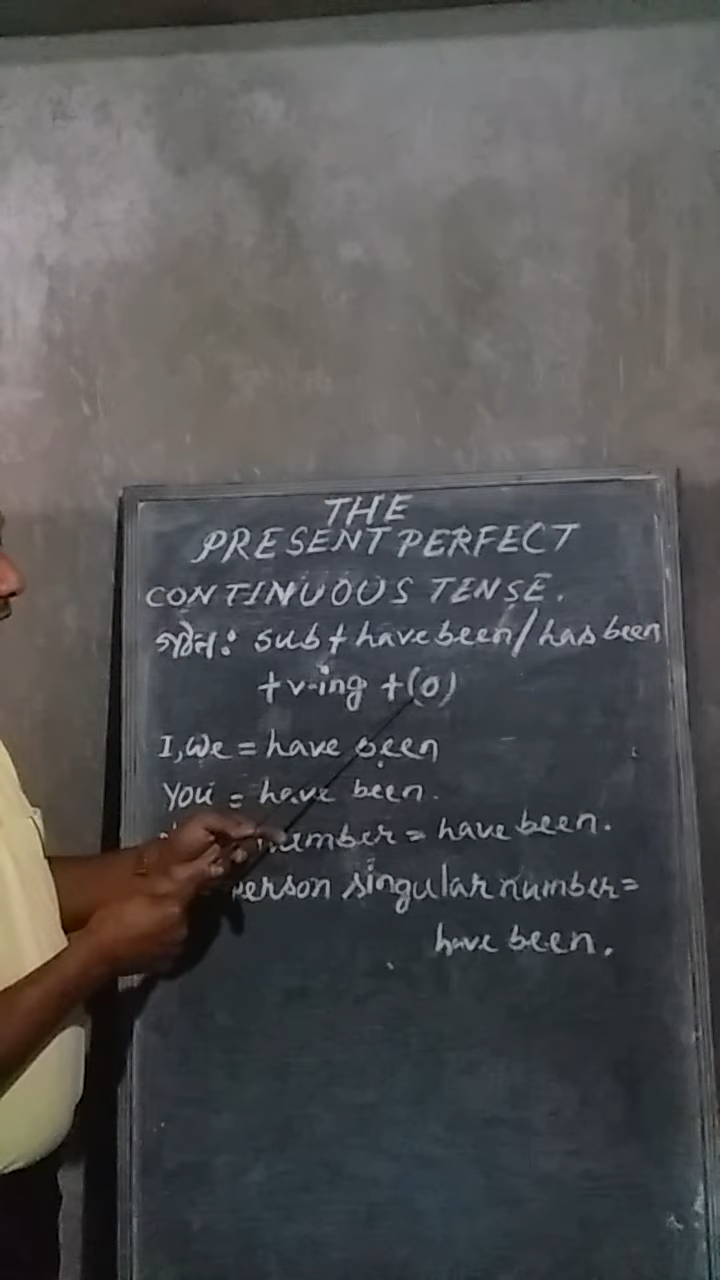 THE
PRESENT PERFECT
CONTINUOUS TENSE.
গঠন: sub + have been/has been
+v-ing +(o)
I, we = have been
You = have been.
number = have been.
person singular number=
have been.